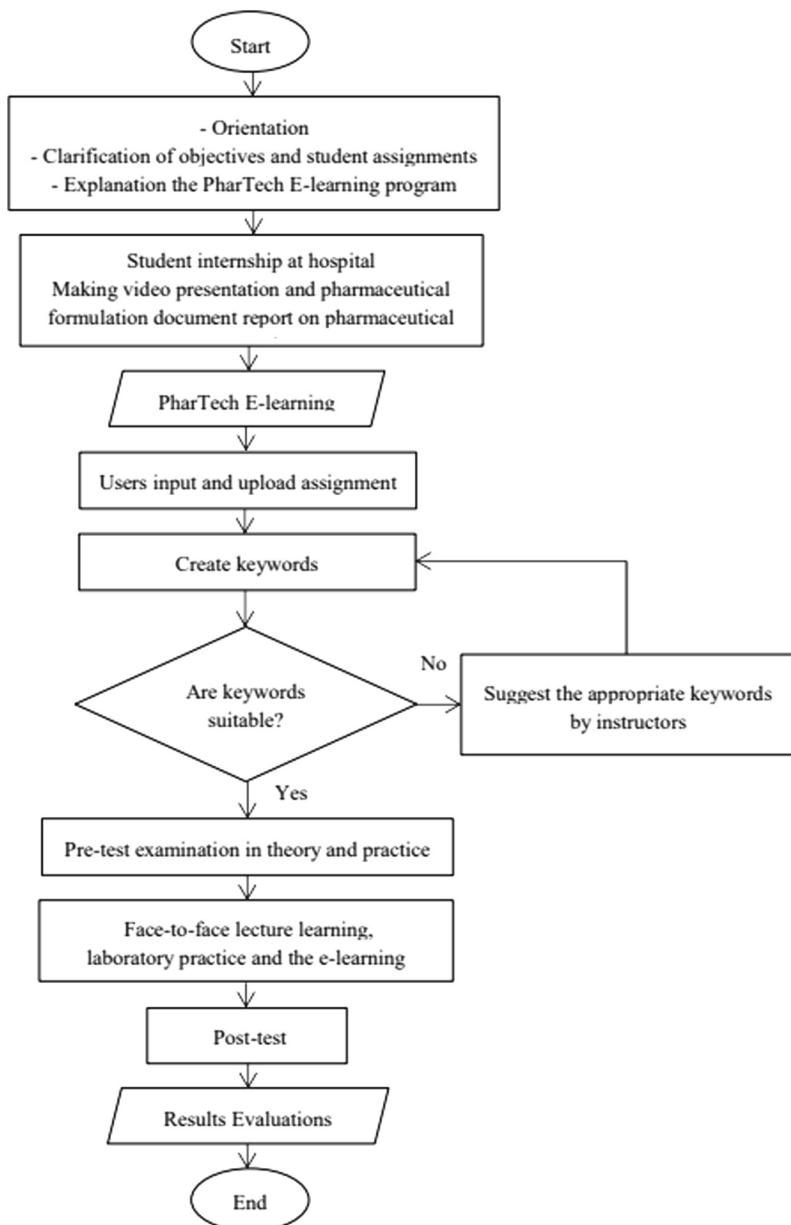 Start
- Orientation
- Clarification of objectives and student assignments
- Explanation the PharTech E-learning program
Student internship at hospital
Making video presentation and pharmaceutical
formulation document report on pharmaceutical
PharTech E-learning
Users input and upload assignment
Create keywords
Are keywords
suitable?
No
Suggest the appropriate keywords
by instructors
Yes
Pre-test examination in theory and practice
Face-to-face lecture learning,
laboratory practice and the e-learning
Post-test
Results Evaluations
End